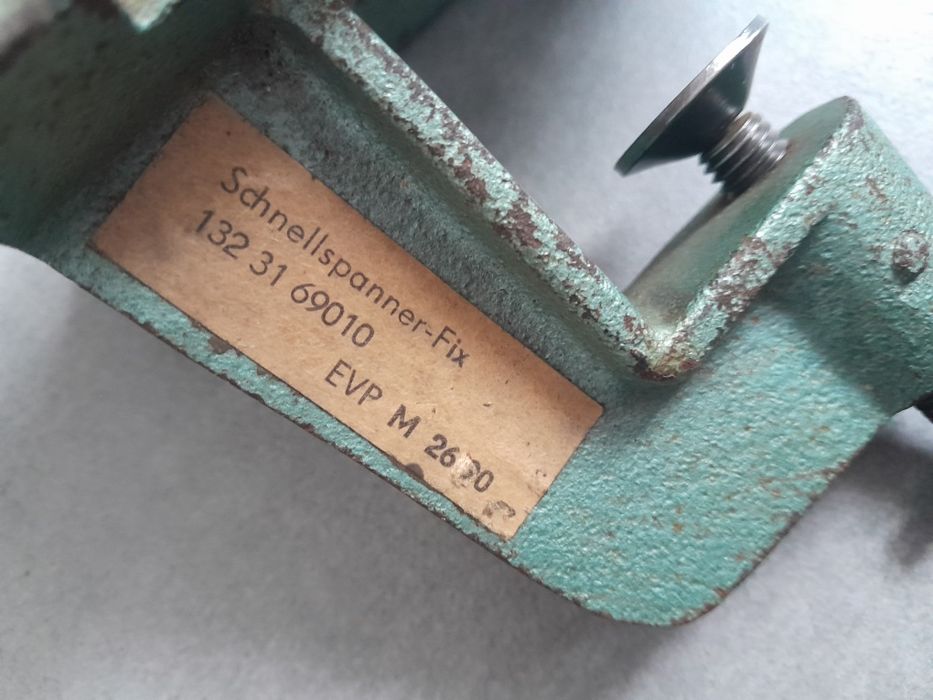 Schnellspanner-Fix
132 31 69010
EVP M